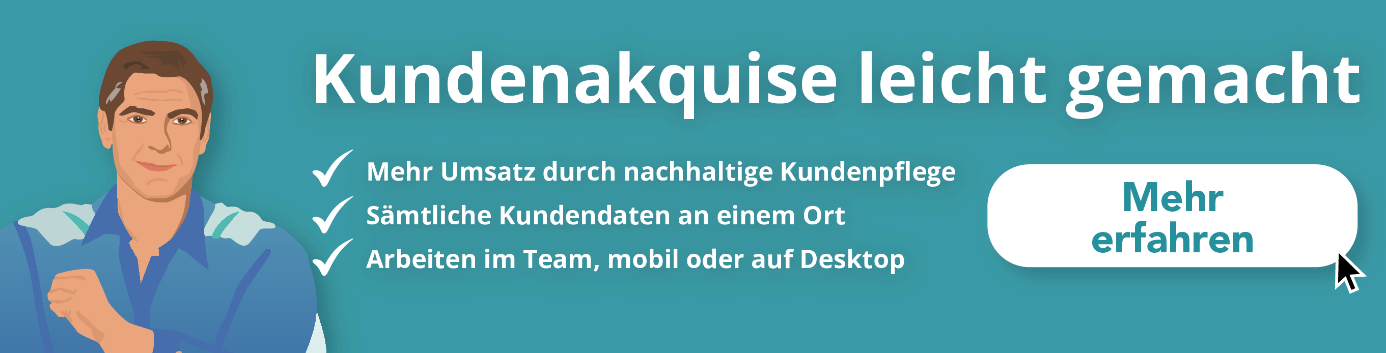 Kundenakquise leicht gemacht
Mehr Umsatz durch nachhaltige Kundenpflege
Sämtliche Kundendaten an einem Ort
Arbeiten im Team, mobil oder auf Desktop
Mehr
erfahren